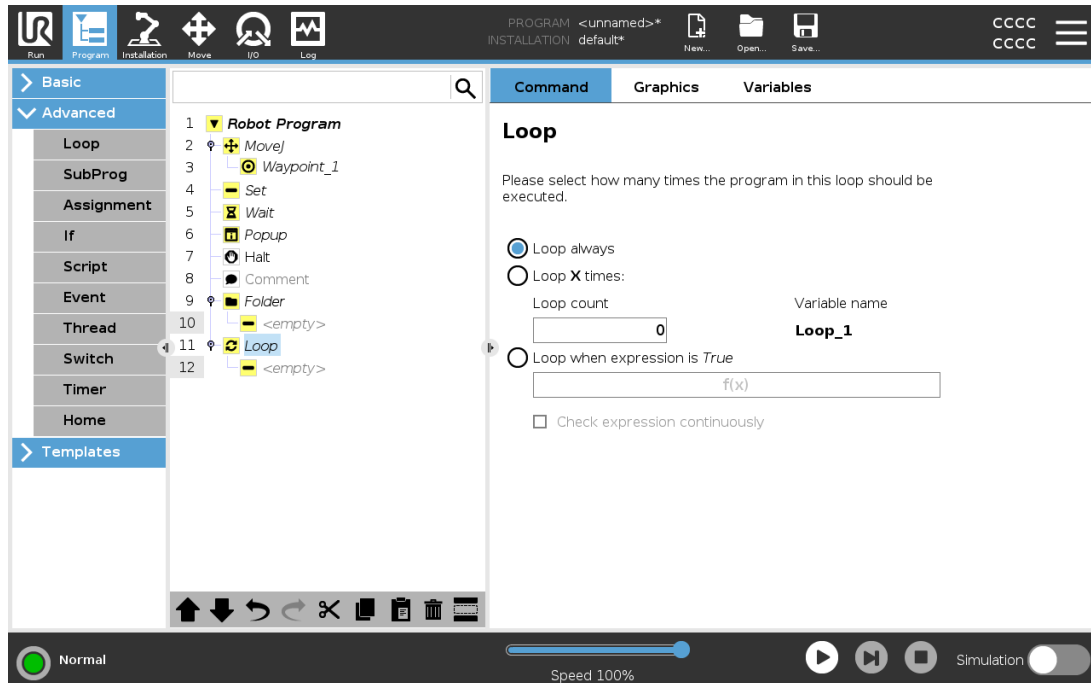 PROGRAM <unnamed>*
INSTALLATION default*
UR
Run
Program
Installation
Move
I/O
Log
New...
Open...
Save...
CCCC
CCCC
Basic
Advanced
Loop
SubProg
Assignment
If
Script
Event
Thread
Switch
Timer
Home
Templates
1 Robot Program
2 MoveJ
3 Waypoint_1
4 Set
5 Wait
6 Popup
7 Halt
8 Comment
9 Folder
10 <empty>
11 Loop
12 <empty>
Command Graphics Variables
Loop
Please select how many times the program in this loop should be
executed.
Loop always
Loop X times:
Loop count Variable name
0 Loop_1
Loop when expression is True
f(x)
Check expression continuously
Normal
Speed 100%
Simulation